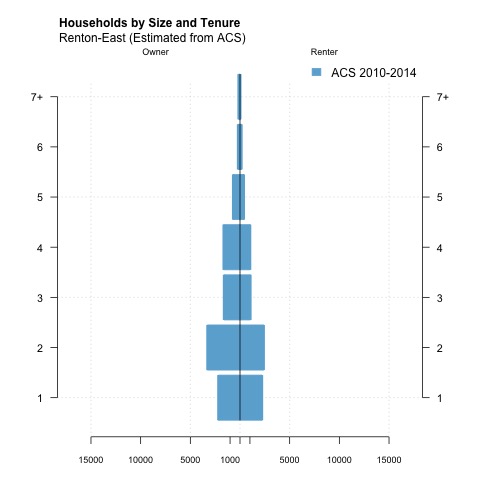 Households by Size and Tenure
Renton-East (Estimated from ACS)
Owner Renter
ACS 2010-2014
7+ 7+
6 6
5 5
4 4
3 3
2 2
1 1
15000 10000 5000 1000 5000 10000 15000